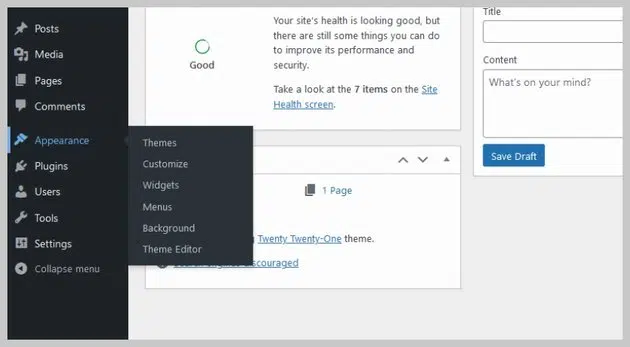 Posts
Media
Pages
Comments
Appearance
Plugins
Users
Tools
Settings
Collapse menu
Themes
Customize
Widgets
Menus
Background
Theme Editor
Good
Your site's health is looking good, but
there are still some things you can do
to improve its performance and
security.
Take a look at the 7 items on the Site
Health screen.
1 Page
Twenty Twenty-One theme.
discouraged
Title
Content
What's on your mind?
Save Draft